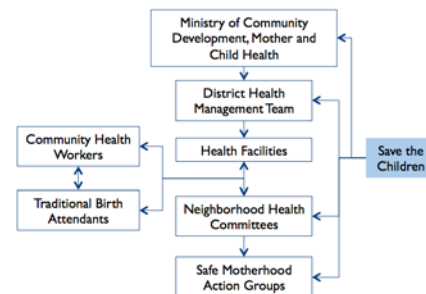 Ministry of Community
Development, Mother and
Child Health
District Health
Management Team
Community Health
Workers
Health Facilities
Save the
Children
Traditional Birth
Attendants
Neighborhood Health
Committees
Safe Motherhood
Action Groups